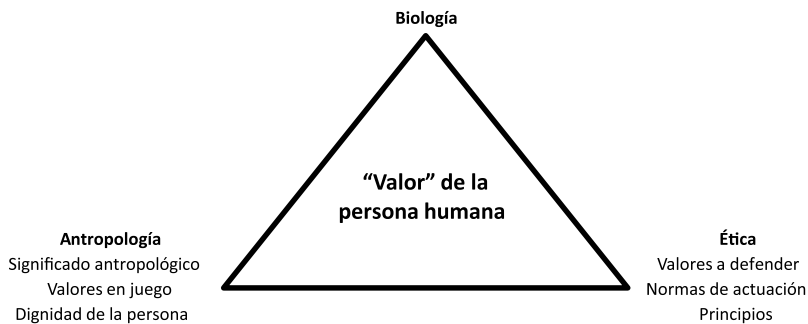 Biología
“Valor” de la
persona humana
Antropología
Significado antropológico
Valores en juego
Dignidad de la persona
Ética
Valores a defender
Normas de actuación
Principios